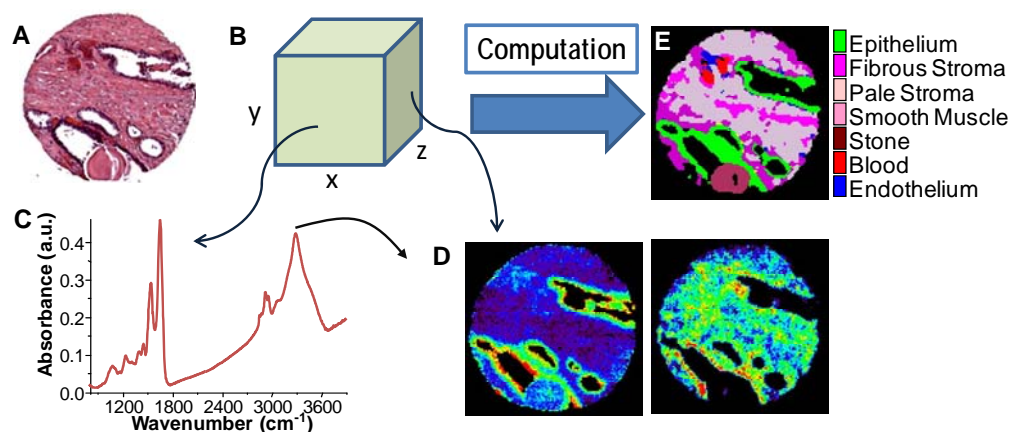 A
B
y
x
z
Computation
E
Epithelium
Fibrous Stroma
Pale Stroma
Smooth Muscle
Stone
Blood
Endothelium
C
Absorbance (a.u.)
0.4
0.3
0.2
0.1
0.0
1200 1800 2400 3000 3600
Wavenumber (cm⁻¹)
D